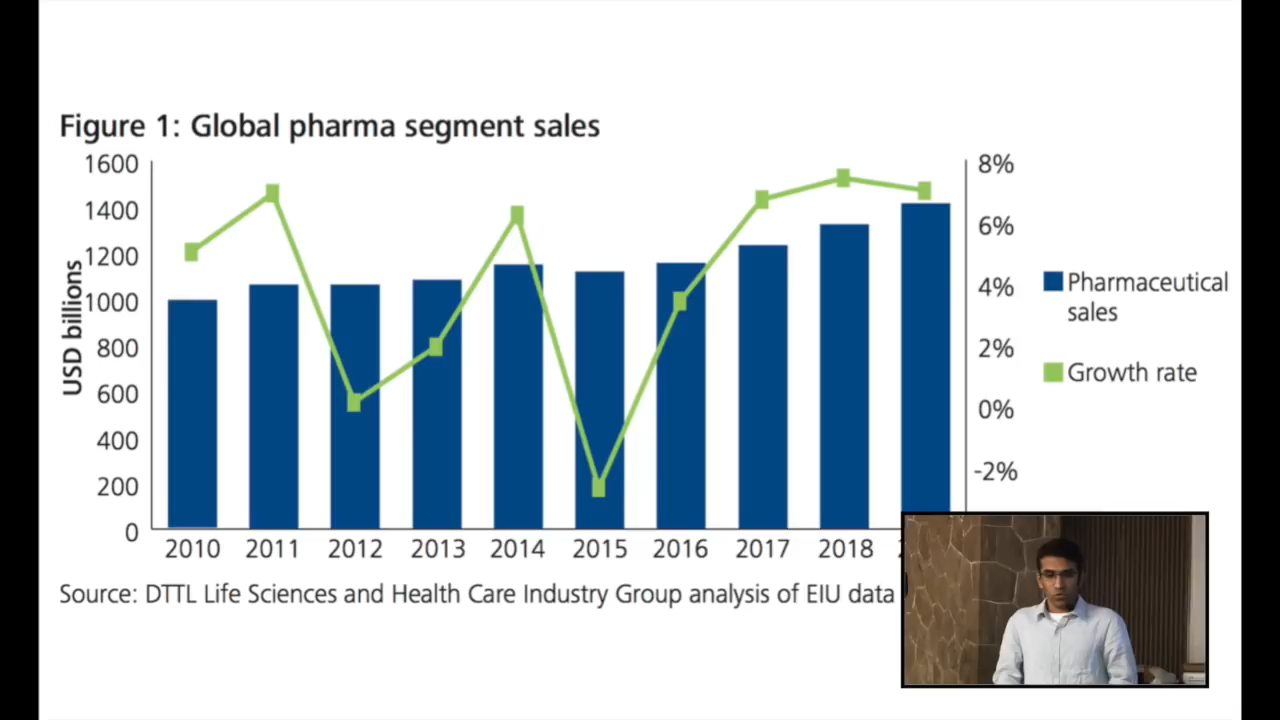 Figure 1: Global pharma segment sales
1600
1400
1200
1000
800
600
400
200
0
USD billions
8%
6%
4%
2%
0%
-2%
2010 2011 2012 2013 2014 2015 2016 2017 2018
Pharmaceutical
sales
Growth rate
Source: DTTL Life Sciences and Health Care Industry Group analysis of EIU data